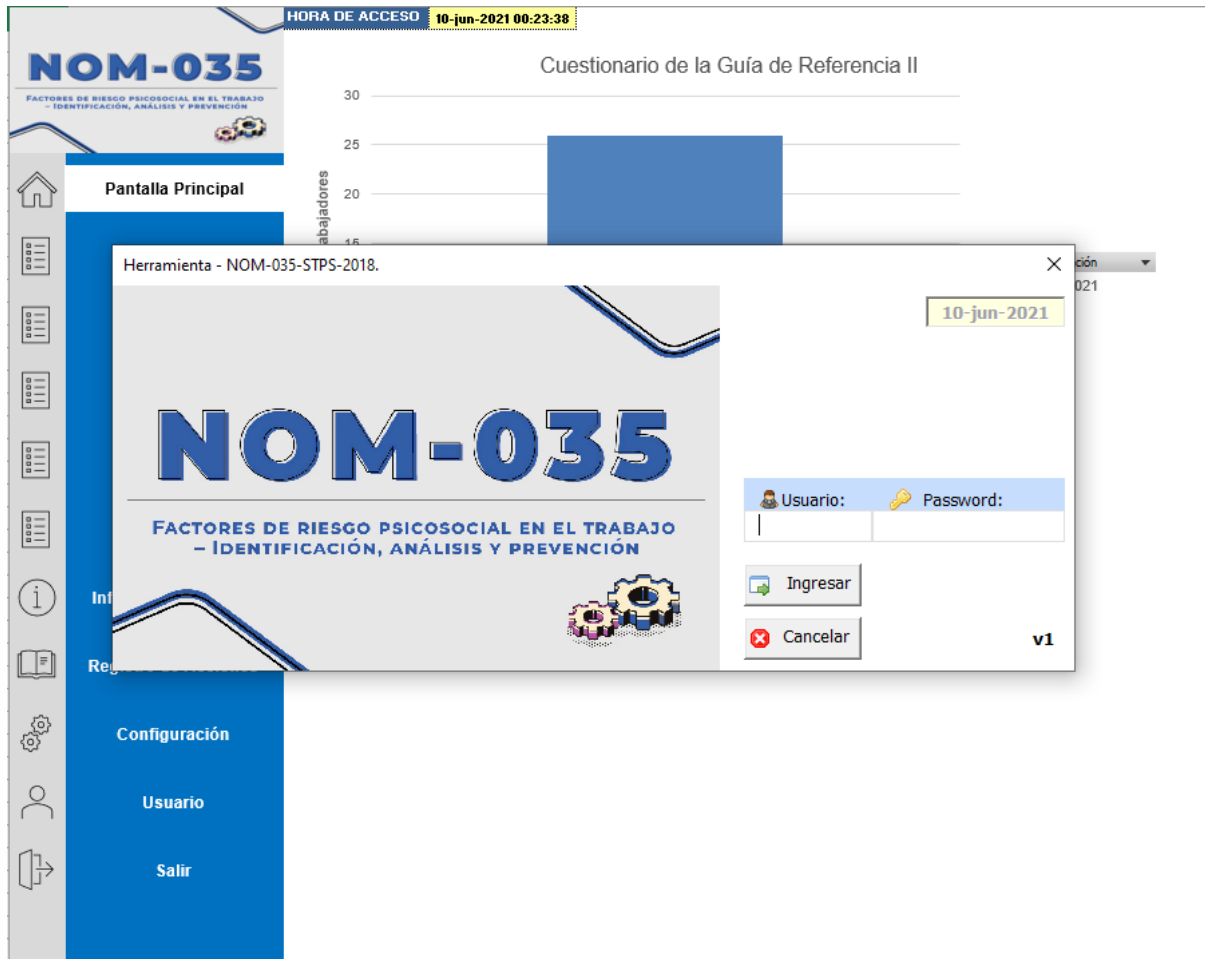 HORA DE ACCESO 10-jun-2021 00:23:38
NOM-035
FACTORES DE RIESGO PSICOSOCIAL EN EL TRABAJO
– IDENTIFICACIÓN, ANÁLISIS Y PREVENCIÓN
Cuestionario de la Guía de Referencia II
30
25
20
15
Pantalla Principal
Herramienta - NOM-035-STPS-2018.
10-jun-2021
NOM-035
FACTORES DE RIESGO PSICOSOCIAL EN EL TRABAJO
– IDENTIFICACIÓN, ANÁLISIS Y PREVENCIÓN
Usuario: Password:
Ingresar
Cancelar
v1
Configuración
Usuario
Salir